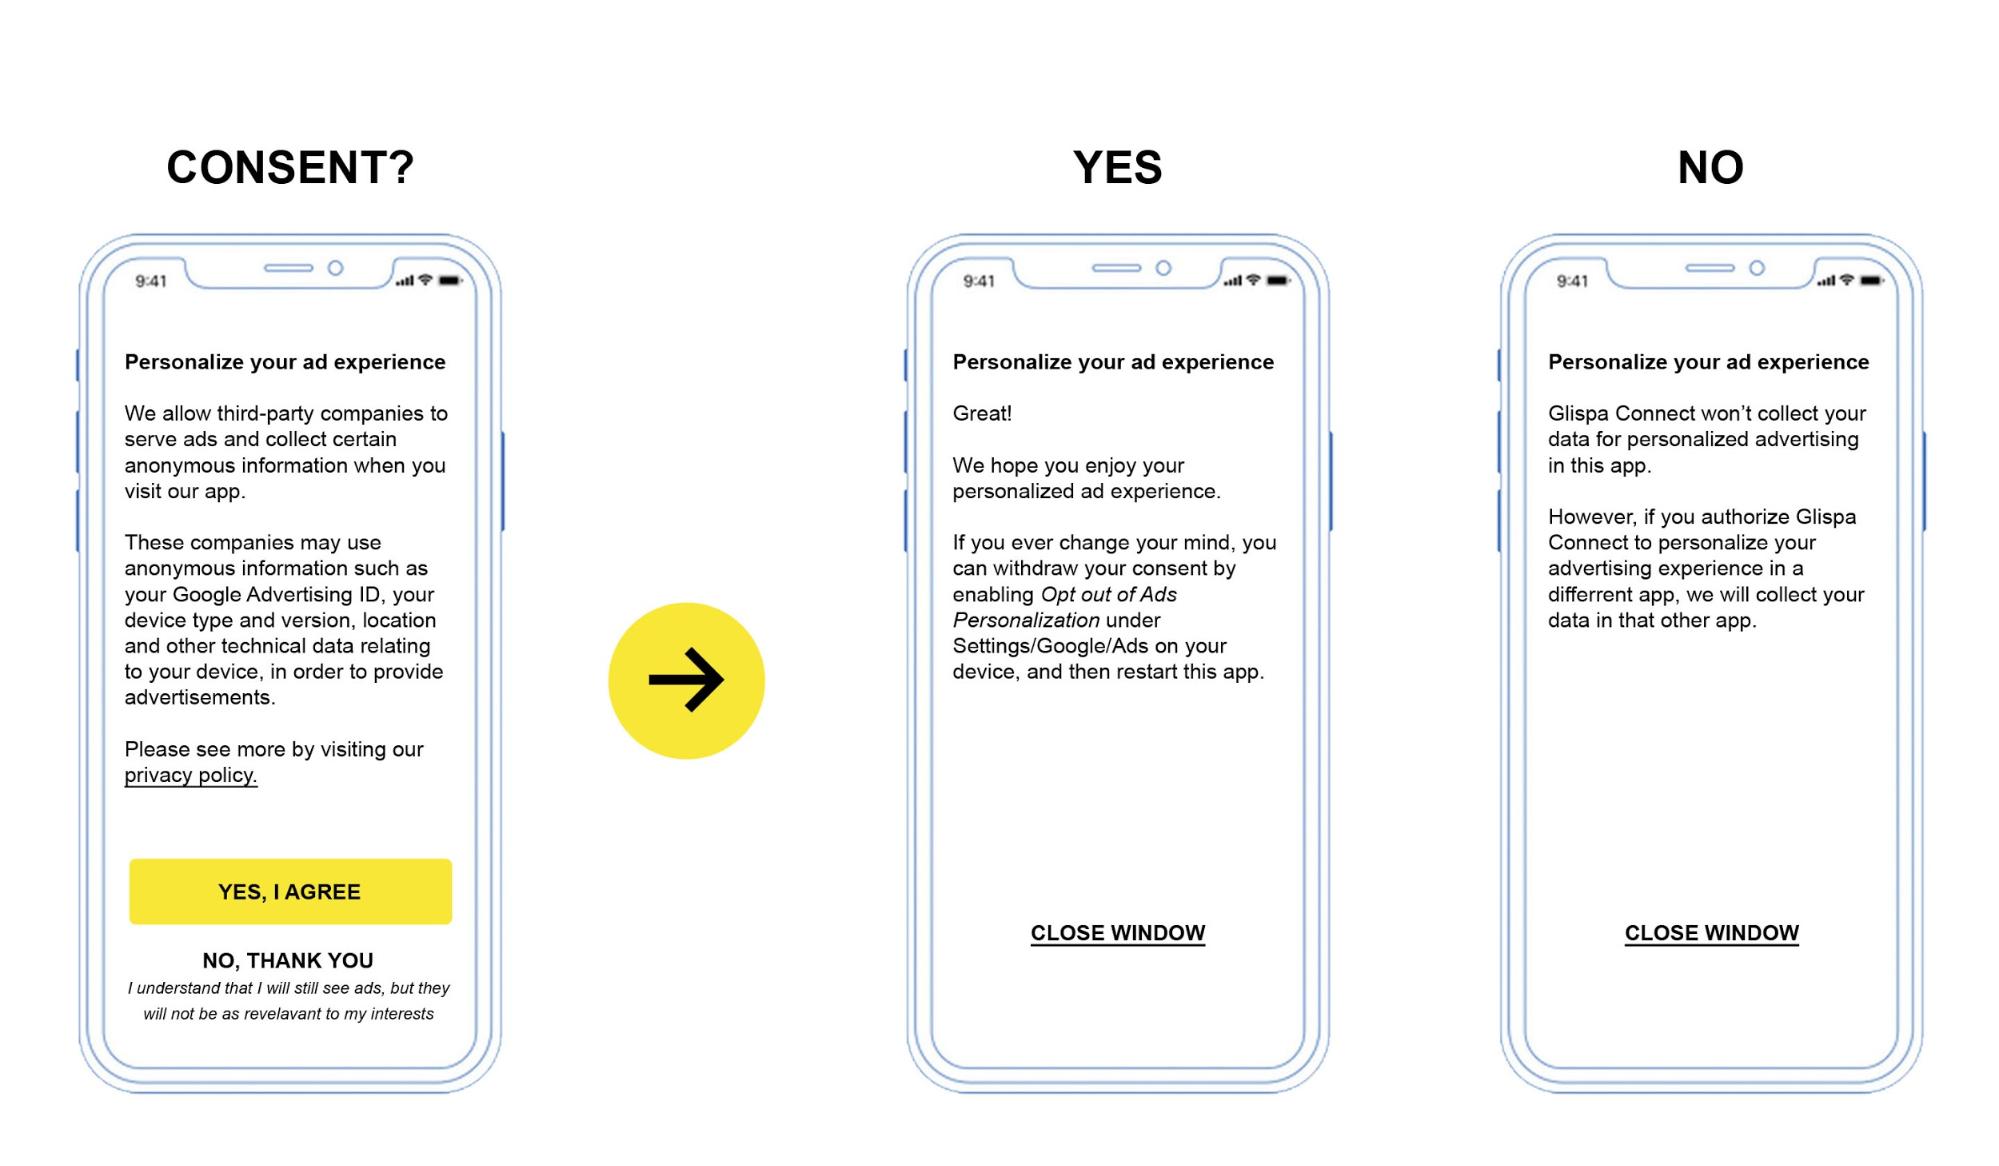 CONSENT?
9:41
Personalize your ad experience
We allow third-party companies to
serve ads and collect certain
anonymous information when you
visit our app.
These companies may use
anonymous information such as
your Google Advertising ID, your
device type and version, location
and other technical data relating
to your device, in order to provide
advertisements.
Please see more by visiting our
privacy policy.
YES, I AGREE
NO, THANK YOU
I understand that I will still see ads, but they
will not be as revelavant to my interests
YES
9:41
Personalize your ad experience
Great!
We hope you enjoy your
personalized ad experience.
If you ever change your mind, you
can withdraw your consent by
enabling Opt out of Ads
Personalization under
Settings/Google/Ads on your
device, and then restart this app.
CLOSE WINDOW
NO
9:41
Personalize your ad experience
Glispa Connect won’t collect your
data for personalized advertising
in this app.
However, if you authorize Glispa
Connect to personalize your
advertising experience in a
differrent app, we will collect your
data in that other app.
CLOSE WINDOW